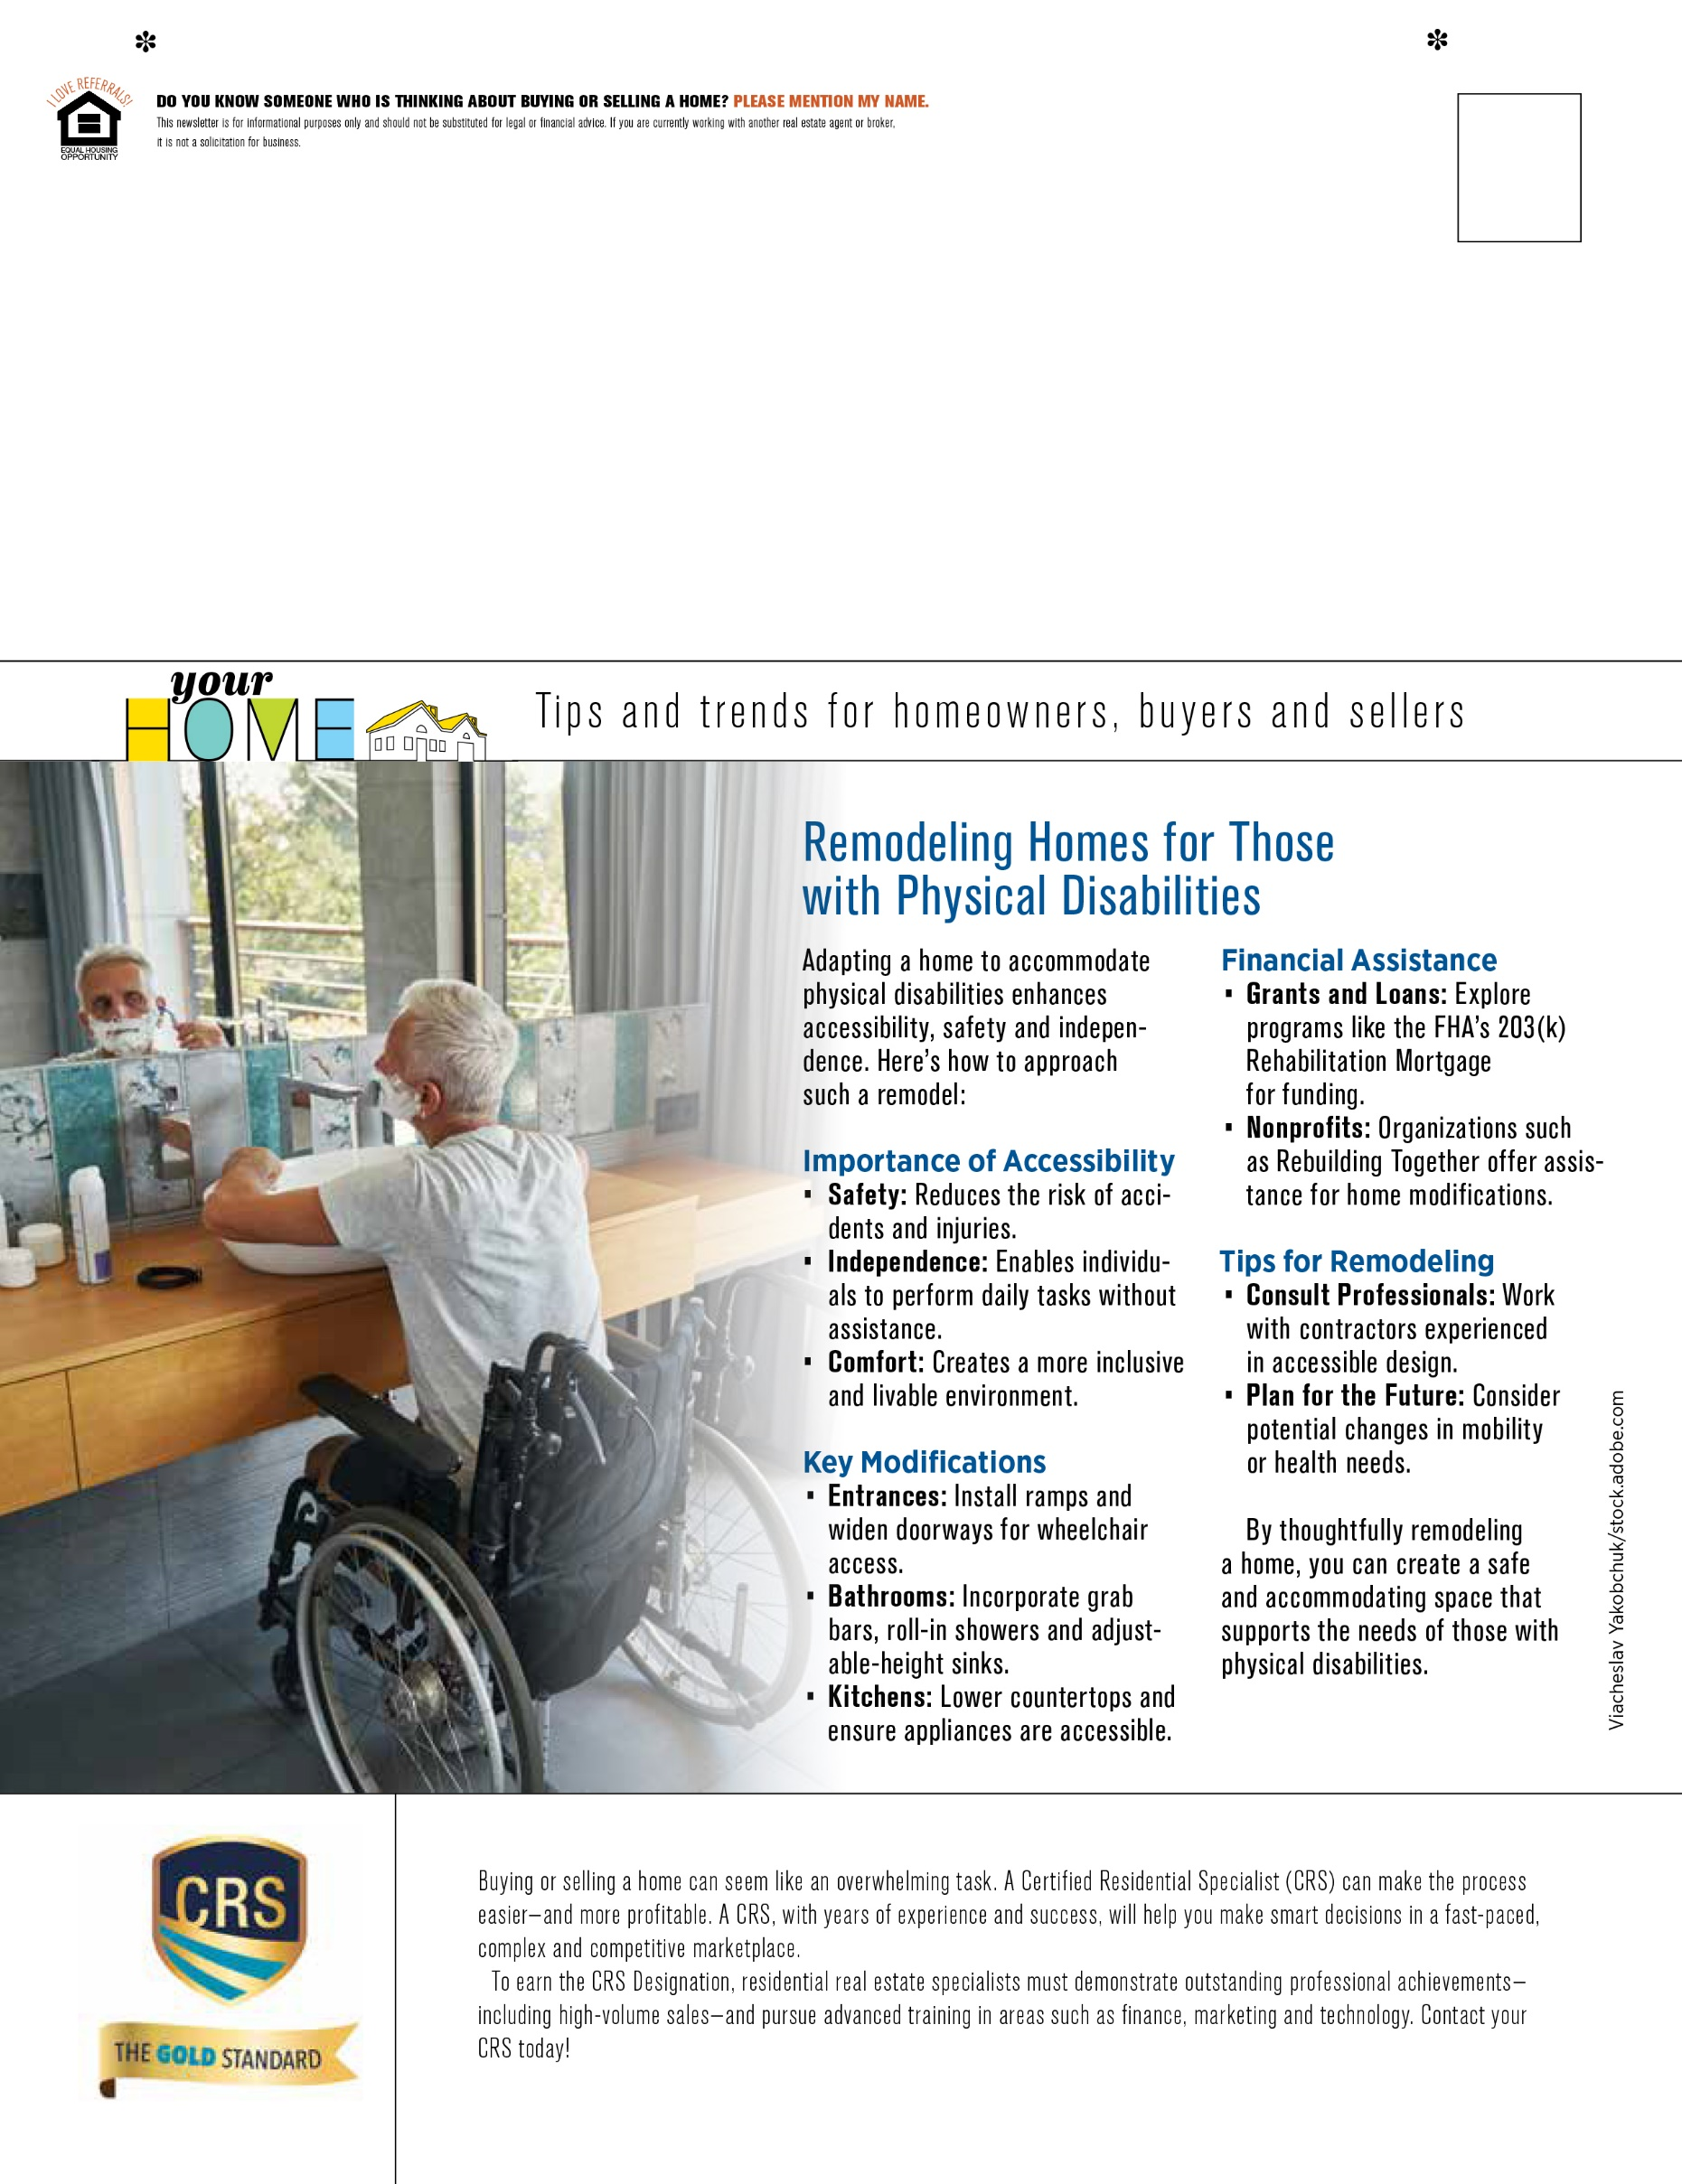 *
*
I LOVE REFERRALS!
EQUAL HOUSING
OPPORTUNITY
DO YOU KNOW SOMEONE WHO IS THINKING ABOUT BUYING OR SELLING A HOME? PLEASE MENTION MY NAME.
This newsletter is for informational purposes only and should not be substituted for legal or financial advice. If you are currently working with another real estate agent or broker,
it is not a solicitation for business.
your
HOME
Tips and trends for homeowners, buyers and sellers
Remodeling Homes for Those
with Physical Disabilities
Adapting a home to accommodate
physical disabilities enhances
accessibility, safety and indepen-
dence. Here’s how to approach
such a remodel:
Importance of Accessibility
▪ Safety: Reduces the risk of acci-
dents and injuries.
▪ Independence: Enables individu-
als to perform daily tasks without
assistance.
▪ Comfort: Creates a more inclusive
and livable environment.
Key Modifications
▪ Entrances: Install ramps and
widen doorways for wheelchair
access.
▪ Bathrooms: Incorporate grab
bars, roll-in showers and adjust-
able-height sinks.
▪ Kitchens: Lower countertops and
ensure appliances are accessible.
Financial Assistance
▪ Grants and Loans: Explore
programs like the FHA’s 203(k)
Rehabilitation Mortgage
for funding.
▪ Nonprofits: Organizations such
as Rebuilding Together offer assis-
tance for home modifications.
Tips for Remodeling
▪ Consult Professionals: Work
with contractors experienced
in accessible design.
▪ Plan for the Future: Consider
potential changes in mobility
or health needs.
By thoughtfully remodeling
a home, you can create a safe
and accommodating space that
supports the needs of those with
physical disabilities.
Viacheslav Yakobchuk/stock.adobe.com
CRS
THE GOLD STANDARD
Buying or selling a home can seem like an overwhelming task. A Certified Residential Specialist (CRS) can make the process
easier—and more profitable. A CRS, with years of experience and success, will help you make smart decisions in a fast-paced,
complex and competitive marketplace.
To earn the CRS Designation, residential real estate specialists must demonstrate outstanding professional achievements—
including high-volume sales—and pursue advanced training in areas such as finance, marketing and technology. Contact your
CRS today!